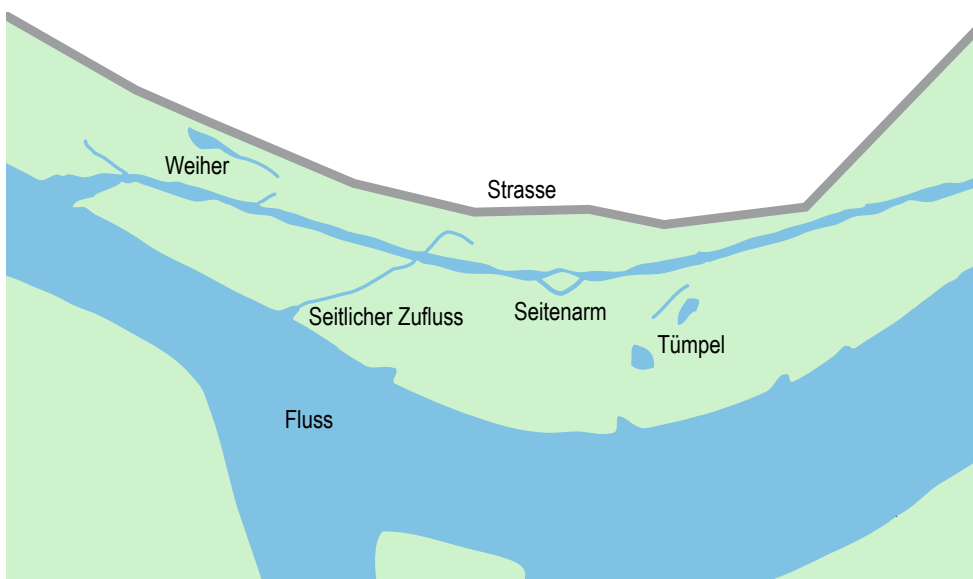 Weiher
Strasse
Seitlicher Zufluss
Seitenarm
Tümpel
Fluss